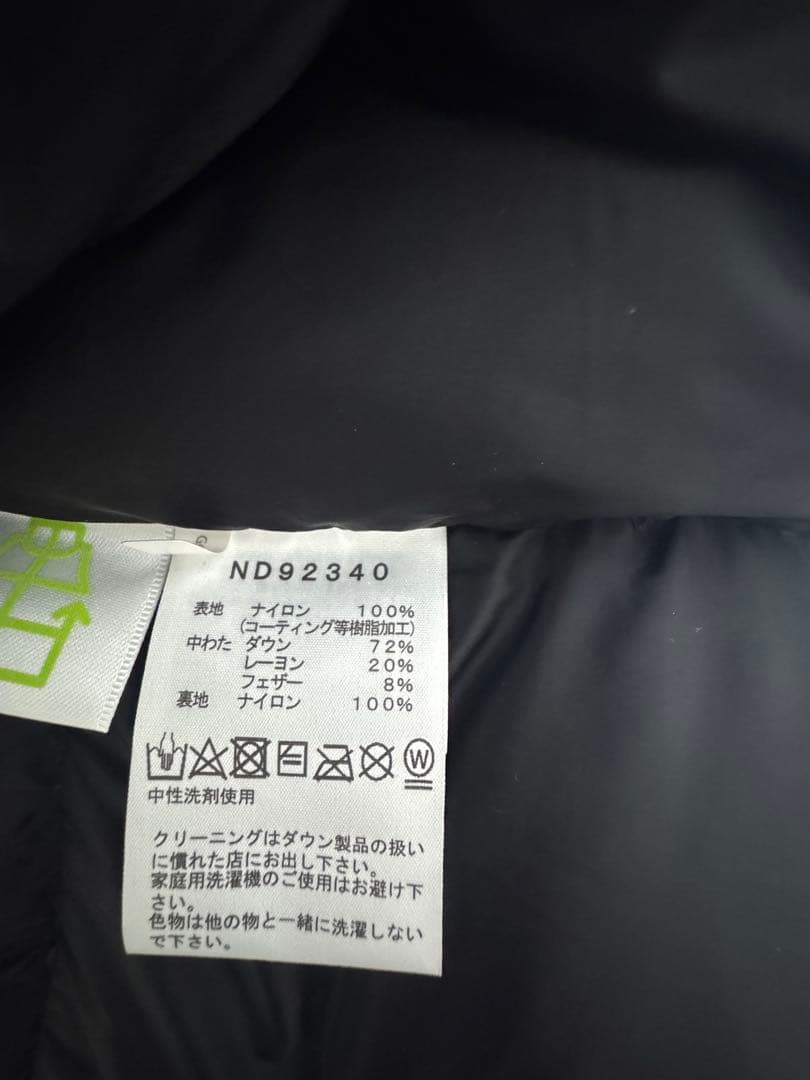 ND92340
表地 ナイロン 100%
(コーティング等樹脂加工)
中わた ダウン 72%
レーヨン 20%
フェザー 8%
裏地 ナイロン 100%
W
中性洗剤使用
クリーニングはダウン製品の扱い
に慣れた店にお出し下さい。
家庭用洗濯機のご使用はお避け下
さい。
色物は他の物と一緒に洗濯しない
で下さい。